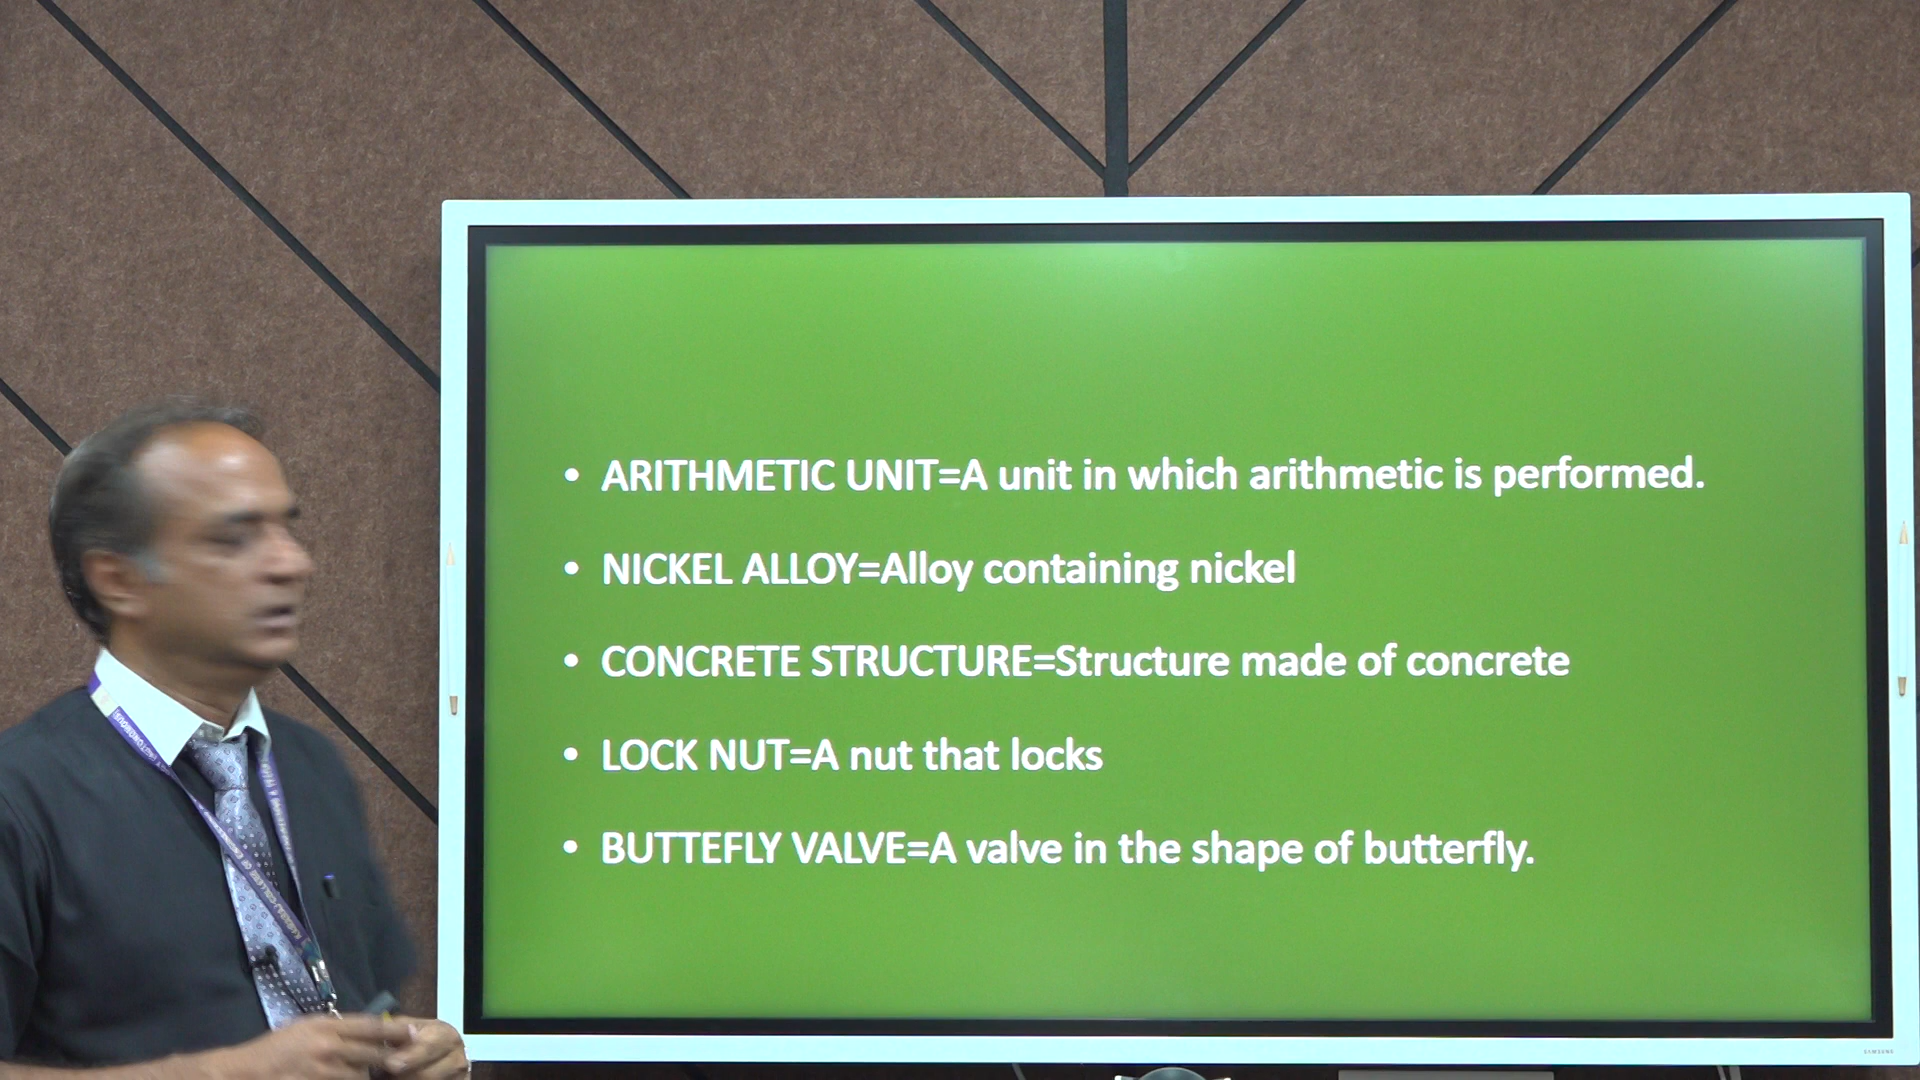 • ARITHMETIC UNIT=A unit in which arithmetic is performed.
• NICKEL ALLOY=Alloy containing nickel
• CONCRETE STRUCTURE=Structure made of concrete
• LOCK NUT=A nut that locks
• BUTTEFLY VALVE=A valve in the shape of butterfly.
SAMSUNG